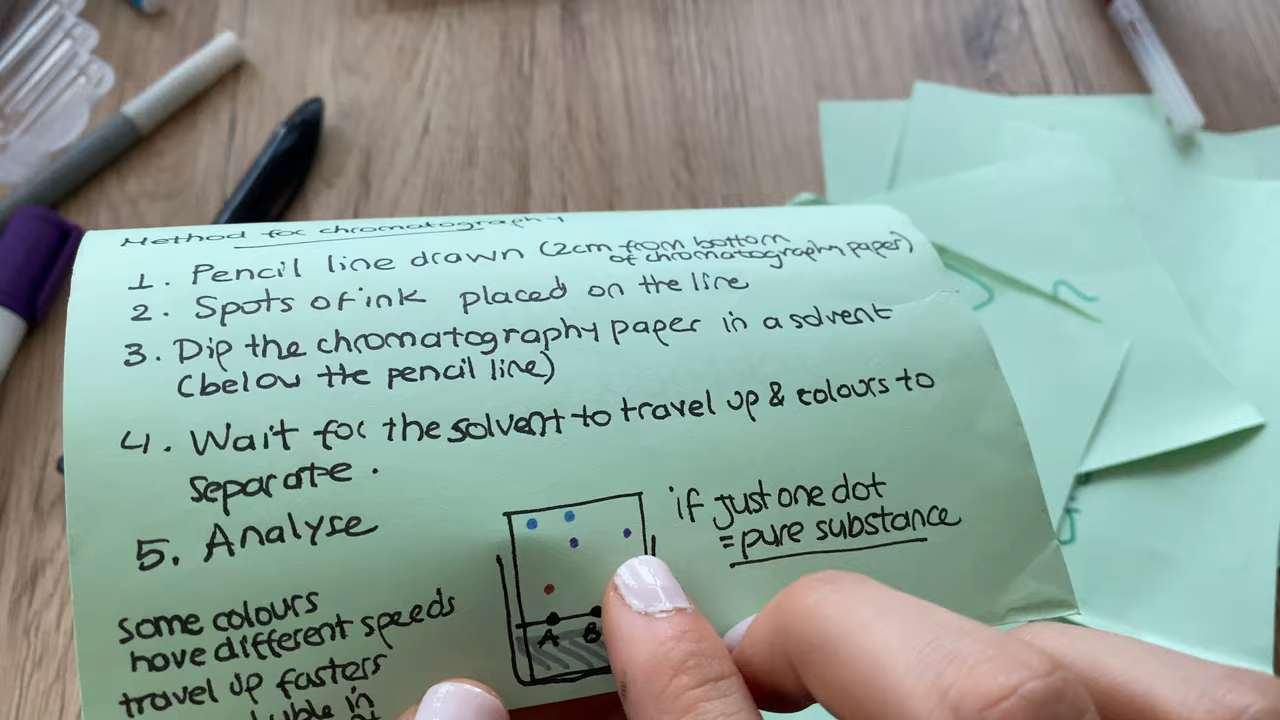 Method for chromatography
1. Pencil line drawn (2cm from bottom
of chromatography paper)
2. Spots of ink placed on the line
3. Dip the chromatography paper in a solvent
(below the pencil line)
4. Wait for the solvent to travel up & colours to
separate.
5. Analyse
if just one dot
=pure substance
A B
some colours
have different speeds
travel up fasters
in